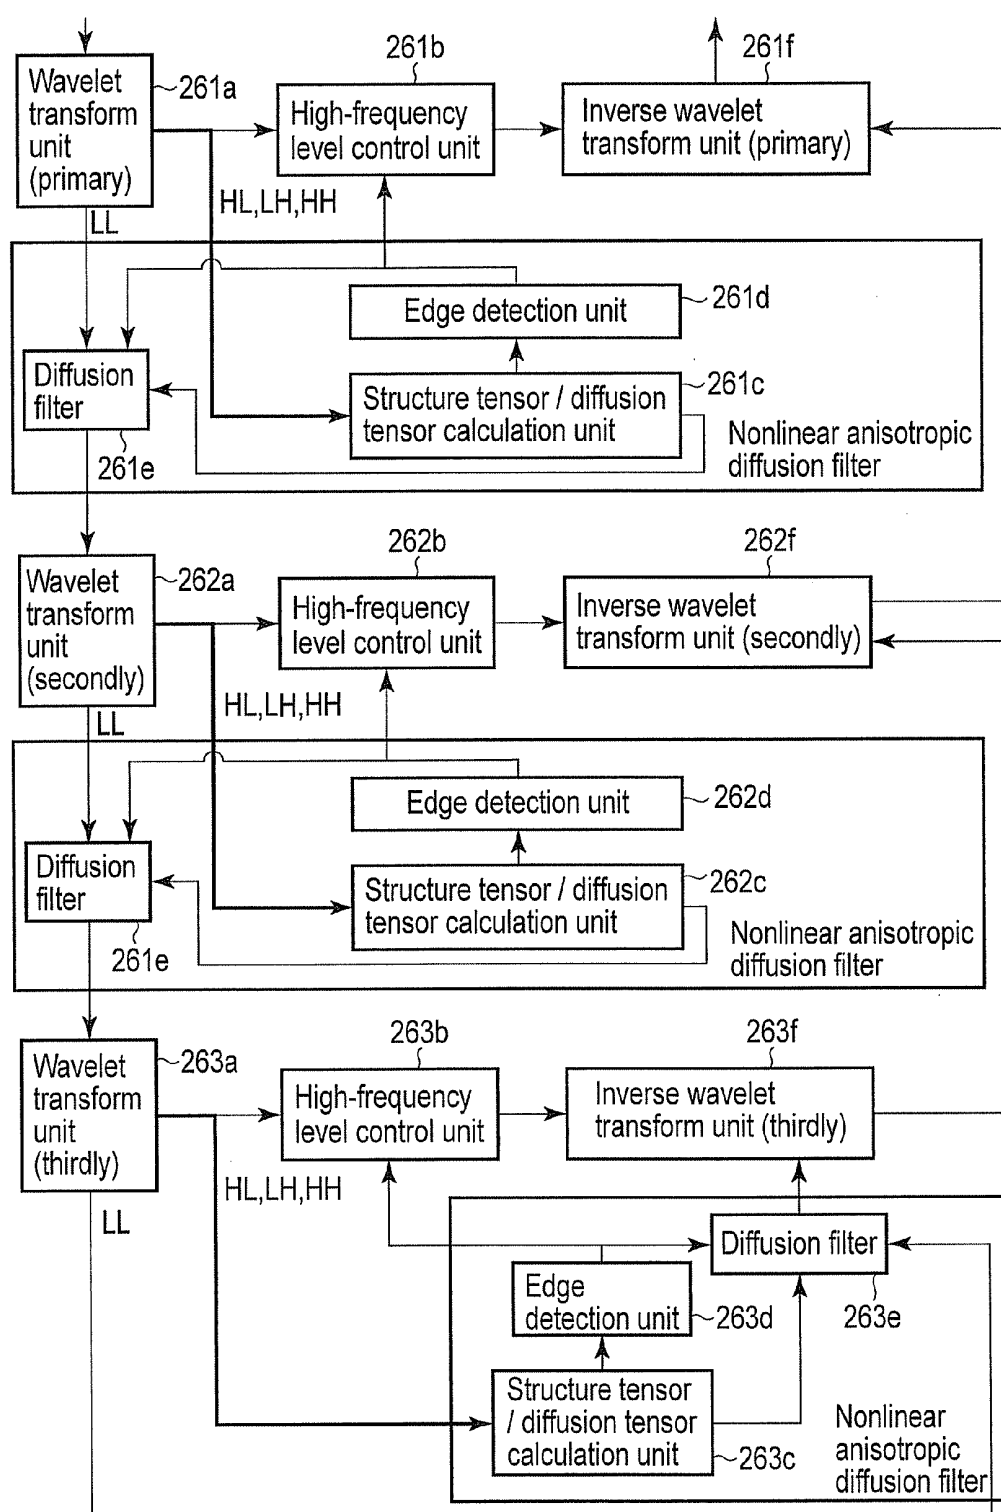 261b
261f
Wavelet
transform
unit
(primary)
261a
High-frequency
level control unit
Inverse wavelet
transform unit (primary)
HL,LH,HH
LL
Edge detection unit
261d
Diffusion
filter
Structure tensor / diffusion
tensor calculation unit
261c
261e
Nonlinear anisotropic
diffusion filter
262b
262f
Wavelet
transform
unit
(secondly)
262a
High-frequency
level control unit
Inverse wavelet
transform unit (secondly)
HL,LH,HH
LL
Edge detection unit
262d
Diffusion
filter
Structure tensor / diffusion
tensor calculation unit
262c
261e
Nonlinear anisotropic
diffusion filter
263b
263f
Wavelet
transform
unit
(thirdly)
263a
High-frequency
level control unit
Inverse wavelet
transform unit (thirdly)
HL,LH,HH
LL
Diffusion filter
263e
Edge
detection unit
263d
Structure tensor
/ diffusion tensor
calculation unit
263c
Nonlinear
anisotropic
diffusion filter